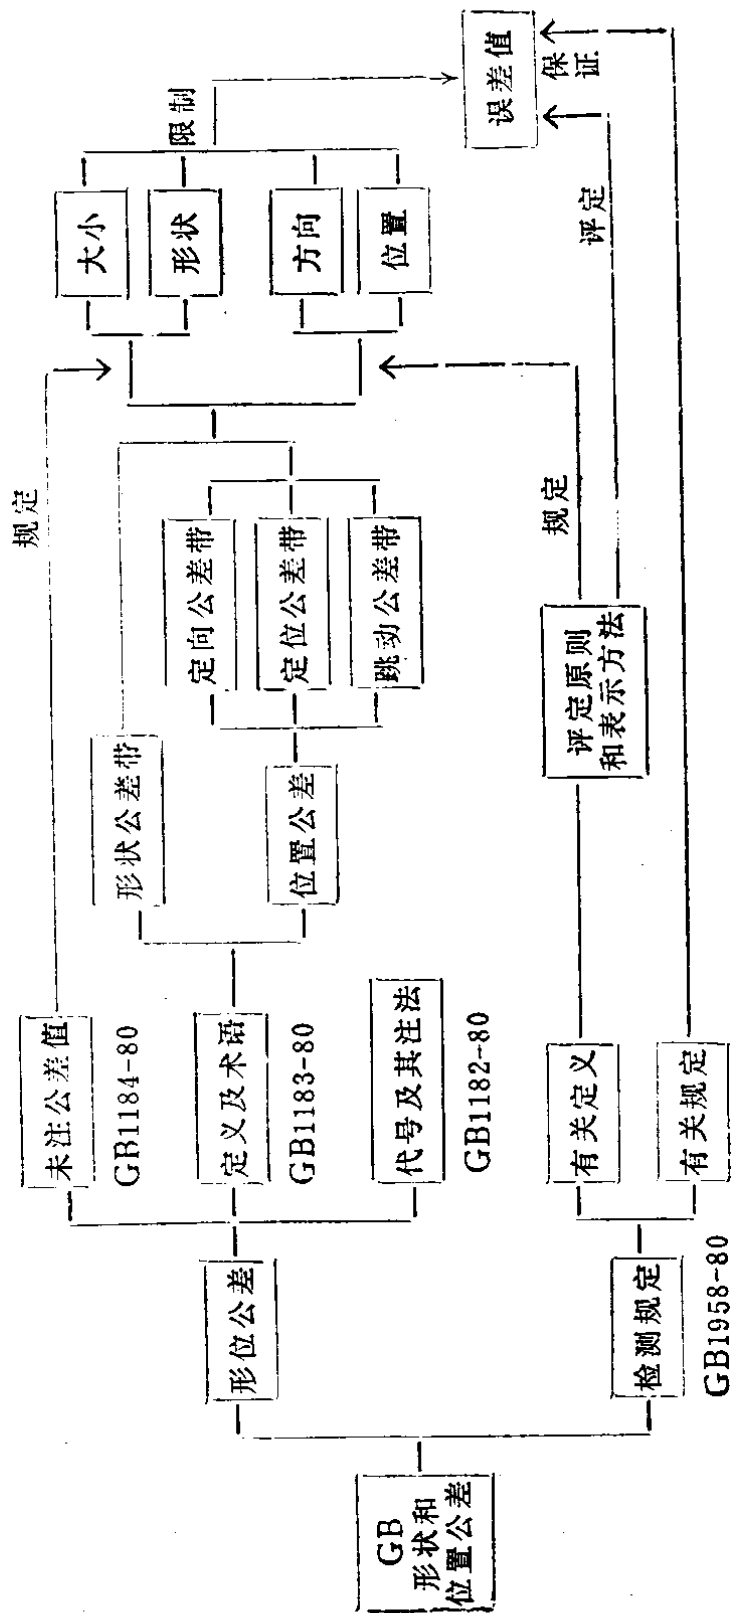 GB
形状和
位置公差
形位公差
检测规定
GB1958-80
未注公差值
GB1184-80
定义及术语
GB1183-80
代号及其注法
GB1182-80
有关定义
有关规定
形状公差带
位置公差
定向公差带
定位公差带
跳动公差带
评定原则
和表示方法
规定
规定
大小
形状
方向
位置
限制
评定
误差值
保证